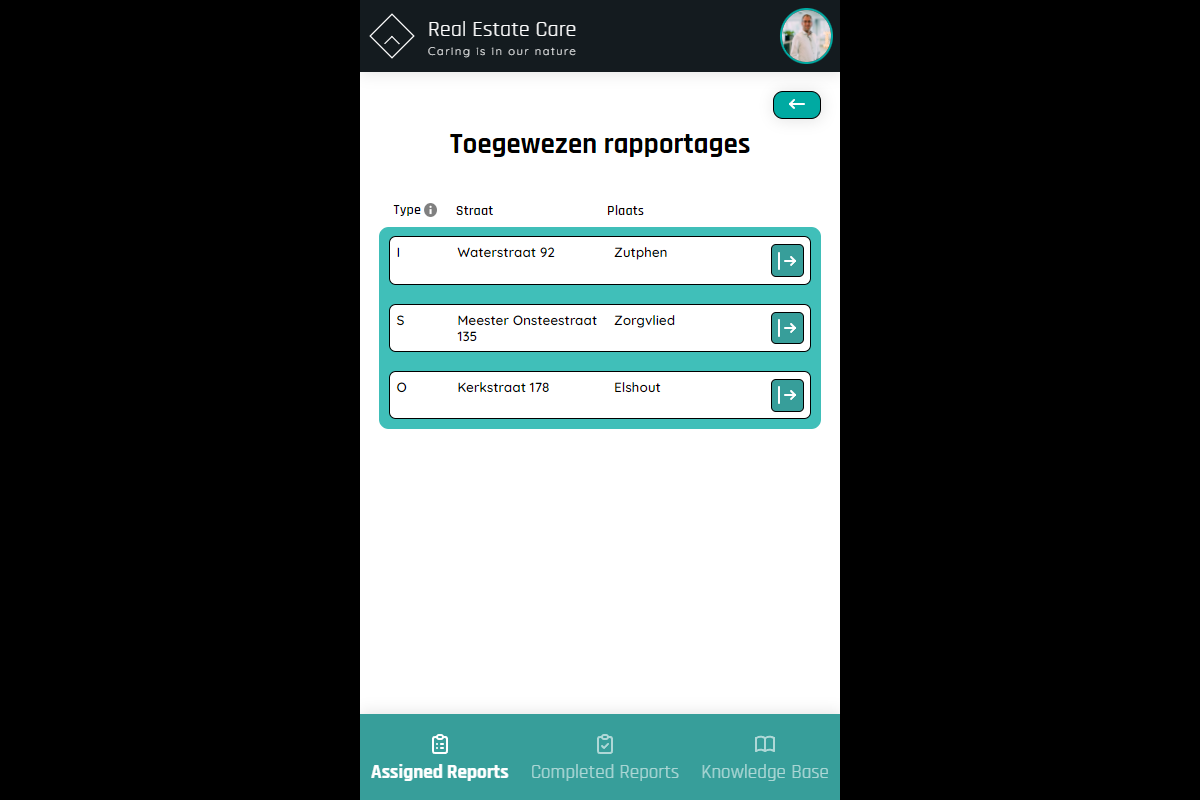 Real Estate Care
Caring is in our nature
Toegewezen rapportages
Type Straat Plaats
I Waterstraat 92 Zutphen
S Meester Onsteestraat Zorgvlied
135
O Kerkstraat 178 Elshout
Assigned Reports Completed Reports Knowledge Base